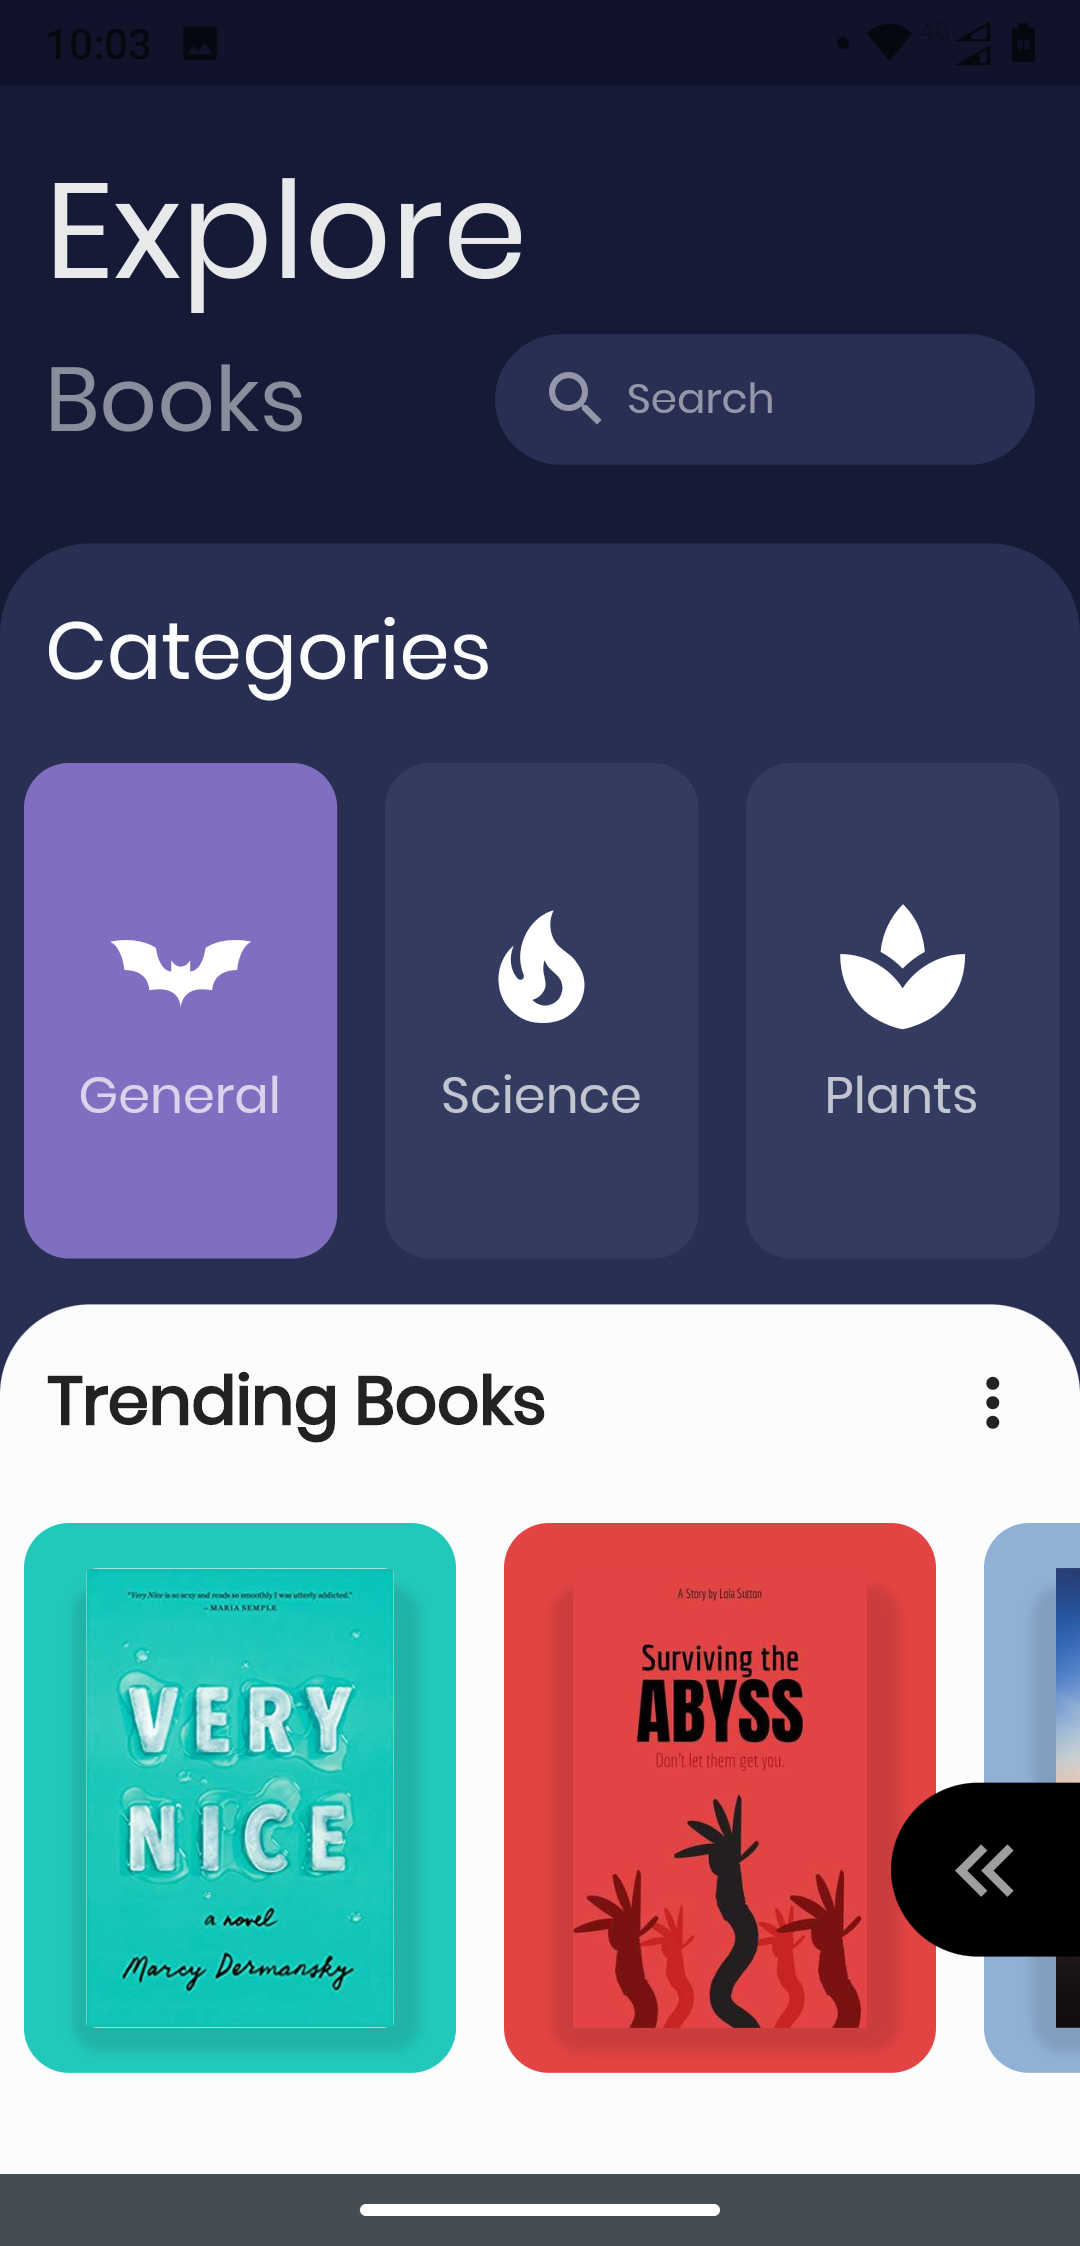 10:03
4G
98
Explore
Books
Search
Categories
General
Science
Plants
Trending Books
"Very Nice is so sexy and reads so smoothly I was utterly addicted."
—MARIA SEMPLE
VERY
NICE
a novel
Marcy Dermansky
A Story by Lola Sutton
Surviving the
ABYSS
Don't let them get you.